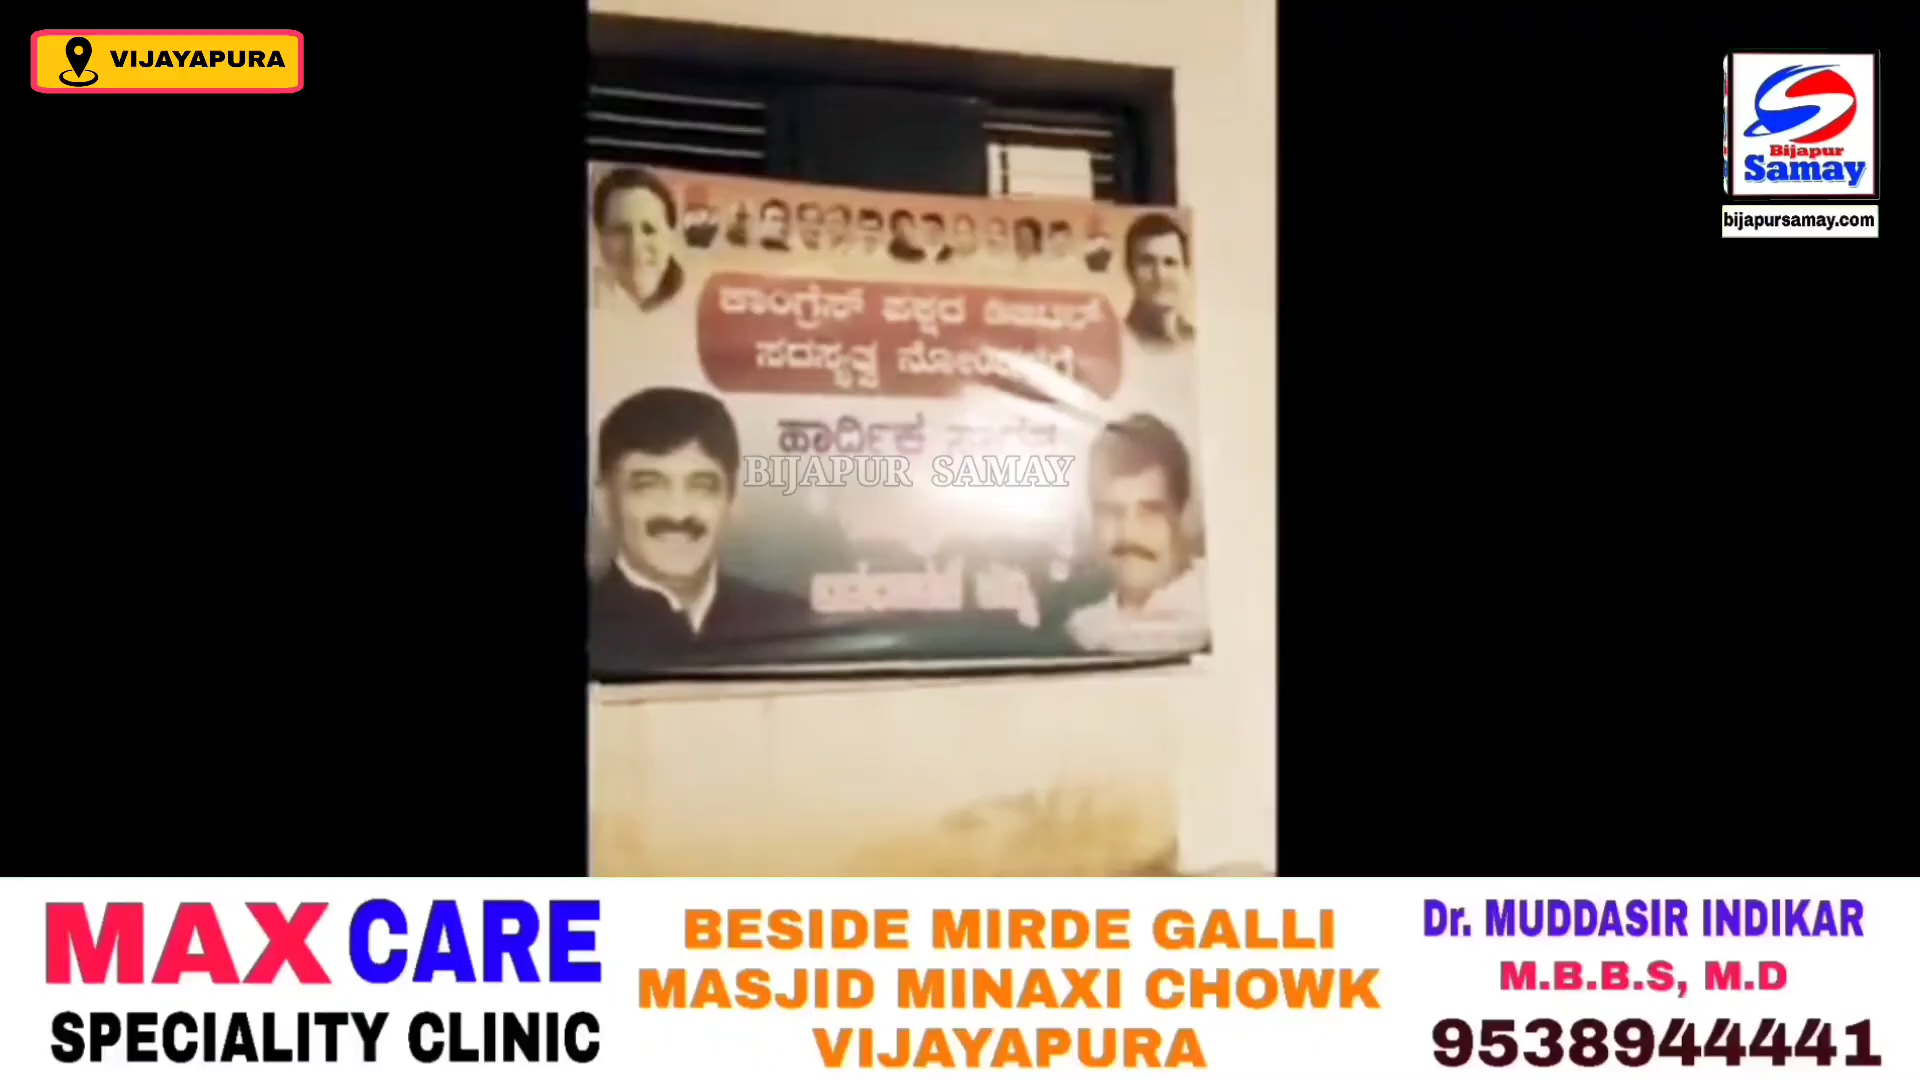 VIJAYAPURA
Bijapur
Samay
bijapursamay.com
ಕಾಂಗ್ರೆಸ್ ಪಕ್ಷದ ಡಿಜಿಟಲ್
ಸದಸ್ಯತ್ವ
ಹಾರ್ದಿಕ
BIJAPUR SAMAY
MAX CARE
SPECIALITY CLINIC
BESIDE MIRDE GALLI
MASJID MINAXI CHOWK
VIJAYAPURA
Dr. MUDDASIR INDIKAR
M.B.B.S, M.D
9538944441